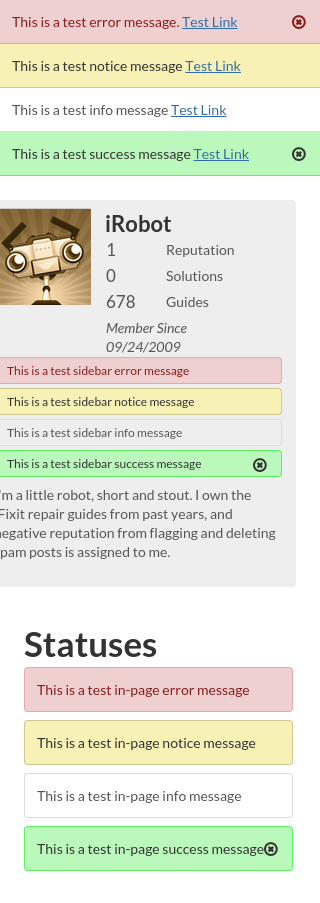 This is a test error message. Test Link
This is a test notice message Test Link
This is a test info message Test Link
This is a test success message Test Link
iRobot
1 Reputation
0 Solutions
678 Guides
Member Since
09/24/2009
This is a test sidebar error message
This is a test sidebar notice message
This is a test sidebar info message
This is a test sidebar success message
'm a little robot, short and stout. I own the
Fixit repair guides from past years, and
negative reputation from flagging and deleting
pam posts is assigned to me.
Statuses
This is a test in-page error message
This is a test in-page notice message
This is a test in-page info message
This is a test in-page success message